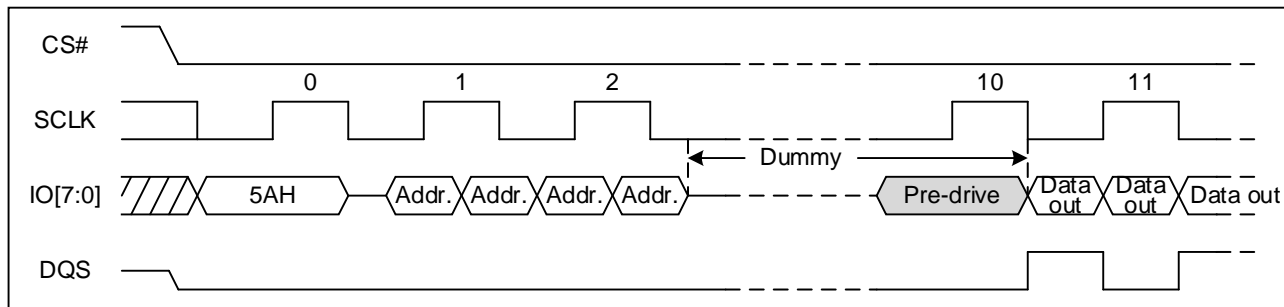 CS#
0 1 2 10 11
SCLK
Dummy
IO[7:0] 5AH Addr. Addr. Addr. Addr. Pre-drive Data out Data out Data out
DQS